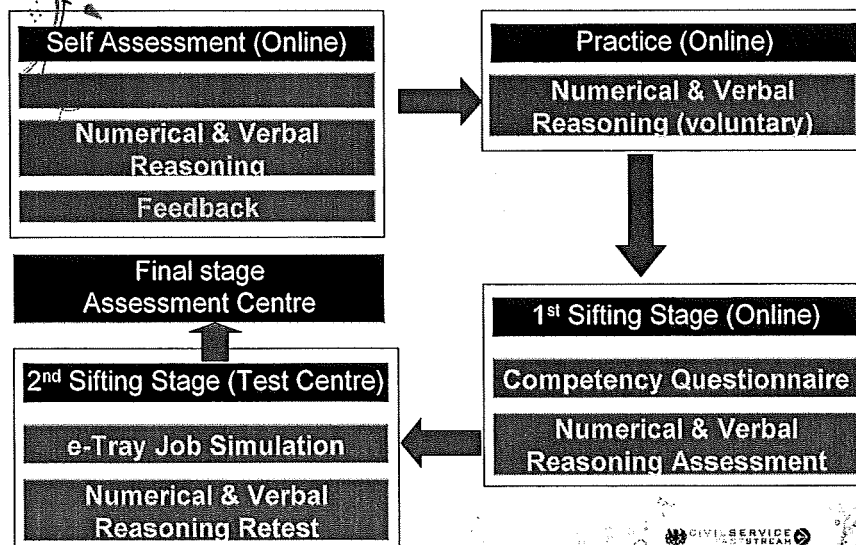 Self Assessment (Online)
Numerical & Verbal
Reasoning
Feedback
Practice (Online)
Numerical & Verbal
Reasoning (voluntary)
1st Sifting Stage (Online)
Competency Questionnaire
Numerical & Verbal
Reasoning Assessment
2nd Sifting Stage (Test Centre)
e-Tray Job Simulation
Numerical & Verbal
Reasoning Retest
Final stage
Assessment Centre
CIVIL SERVICE
FASTSTREAM